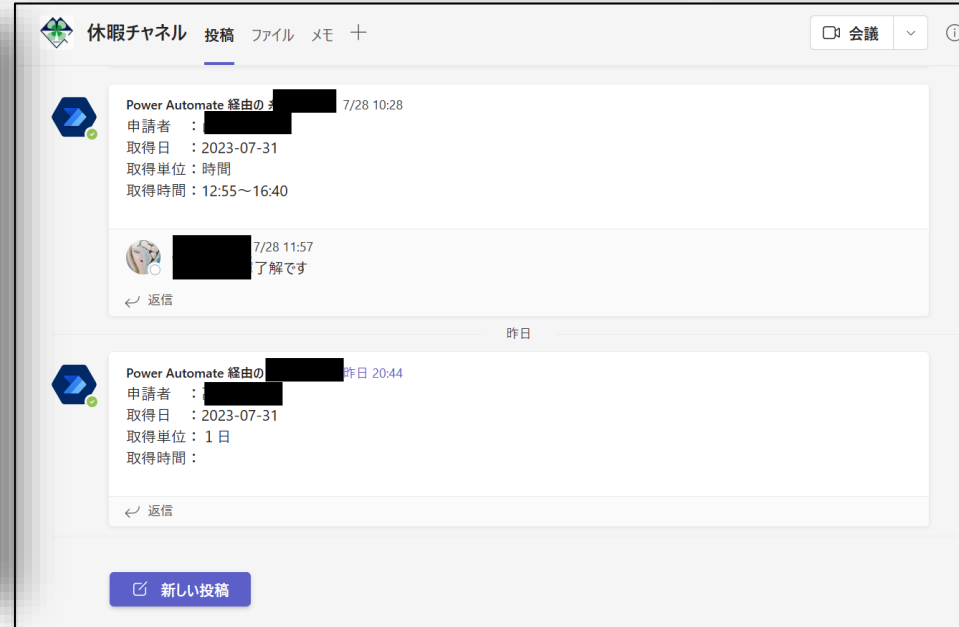 休暇チャネル 投稿 ファイル メモ
会議
Power Automate 経由の 7/28 10:28
申請者 ：
取得日 ：2023-07-31
取得単位：時間
取得時間：12:55～16:40
7/28 11:57
了解です
返信
昨日
Power Automate 経由の 昨日 20:44
申請者 ：
取得日 ：2023-07-31
取得単位：１日
取得時間：
返信
新しい投稿